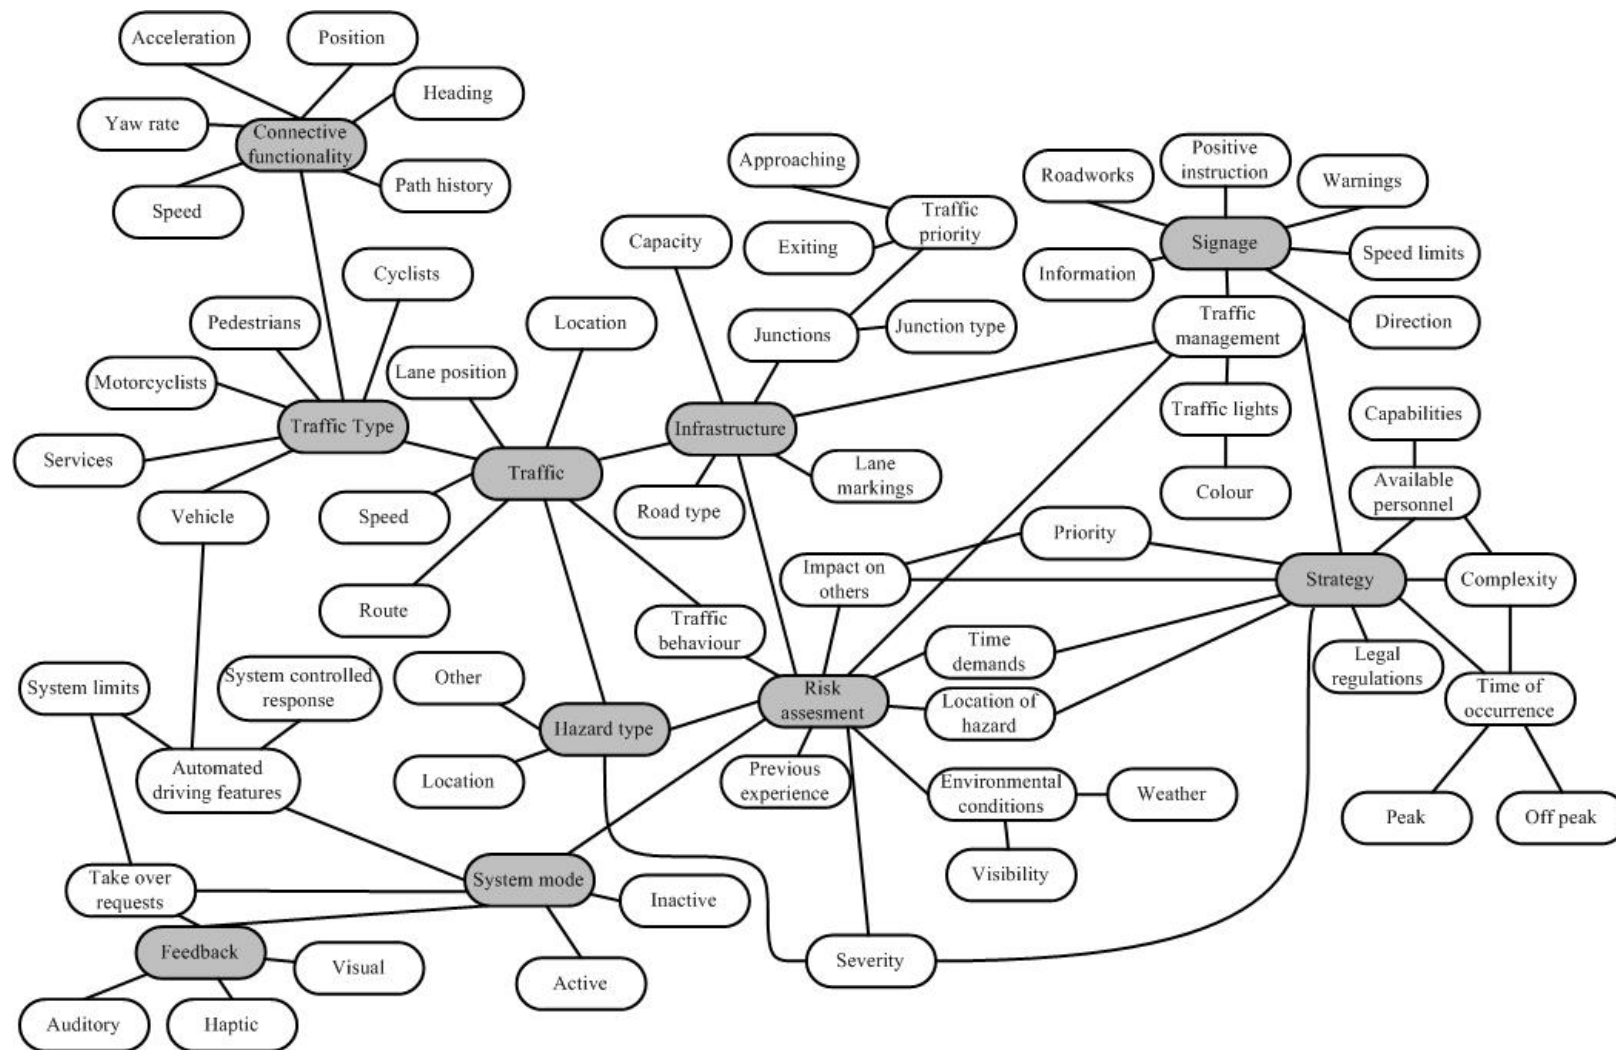 Acceleration
Position
Heading
Yaw rate
Connective
functionality
Path history
Speed
Approaching
Positive
instruction
Roadworks
Warnings
Traffic
priority
Capacity
Exiting
Signage
Speed limits
Information
Cyclists
Pedestrians
Location
Junctions
Junction type
Traffic
management
Direction
Motorcyclists
Lane position
Traffic lights
Capabilities
Traffic Type
Infrastructure
Services
Traffic
Lane
markings
Colour
Available
personnel
Vehicle
Speed
Road type
Priority
Impact on
others
Strategy
Complexity
Route
Traffic
behaviour
Time
demands
Legal
regulations
System limits
System controlled
response
Other
Risk
assesment
Location of
hazard
Time of
occurrence
Hazard type
Automated
driving features
Location
Previous
experience
Environmental
conditions
Weather
Peak
Off peak
Take over
requests
System mode
Inactive
Visibility
Feedback
Visual
Active
Severity
Auditory
Haptic